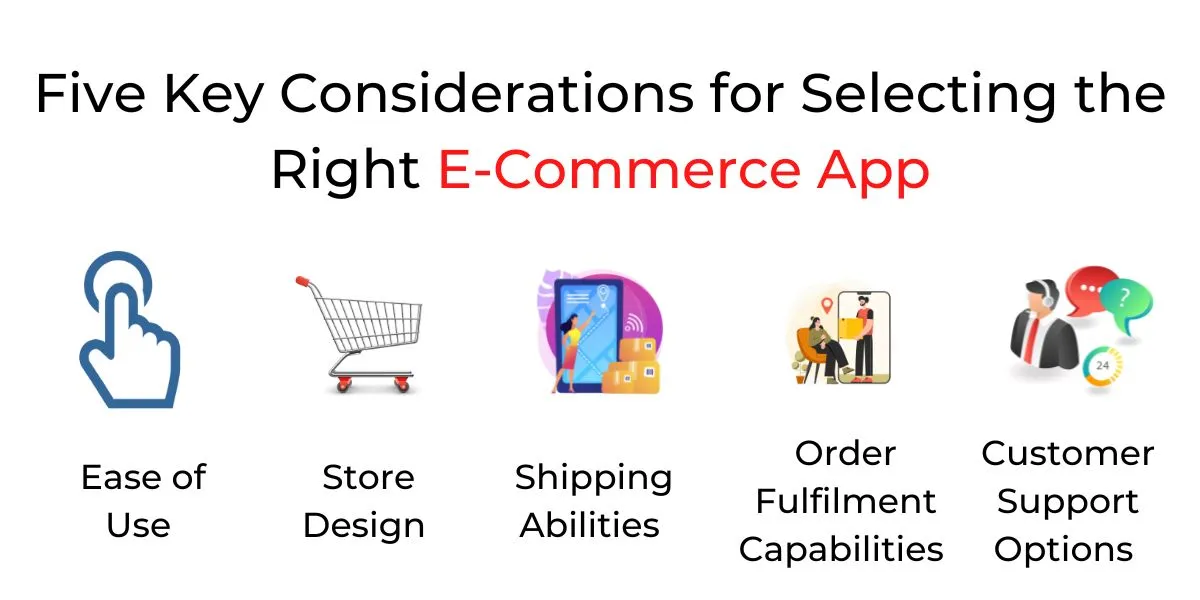 Five Key Considerations for Selecting the
Right E-Commerce App
24
?
Ease of
Use
Store
Design
Shipping
Abilities
Order
Fulfilment
Capabilities
Customer
Support
Options